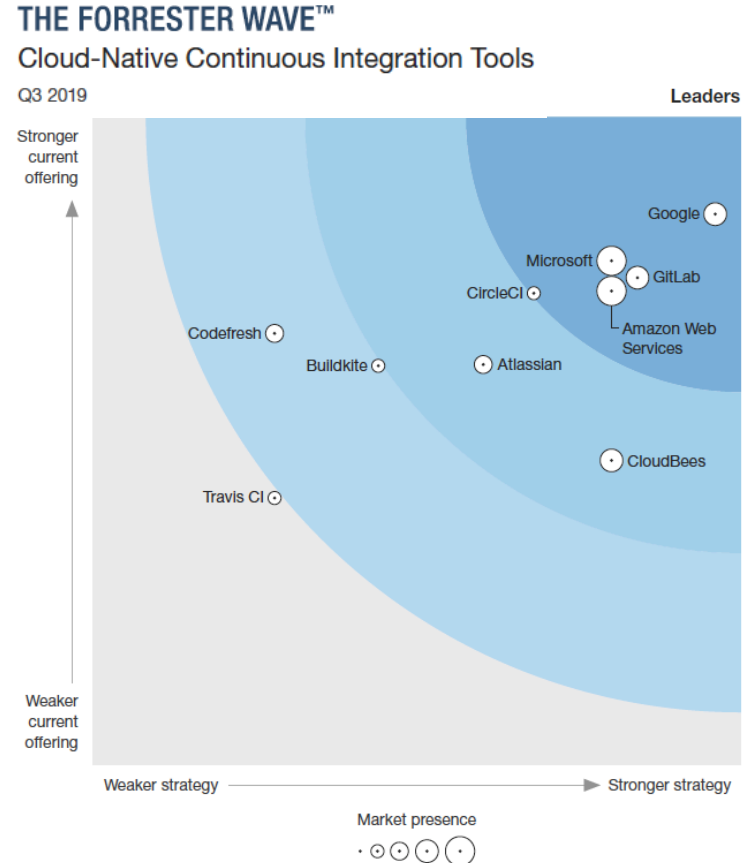 THE FORRESTER WAVE™
Cloud-Native Continuous Integration Tools
Q3 2019
Leaders
Stronger
current
offering
Google
Microsoft
GitLab
CircleCI
Amazon Web
Services
Codefresh
Buildkite
Atlassian
CloudBees
Travis CI
Weaker
current
offering
Weaker strategy
Stronger strategy
Market presence